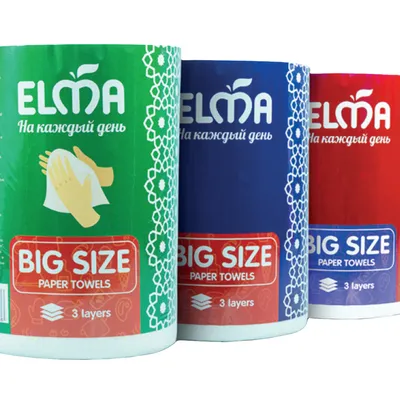 ELMA
На каждый день
BIG SIZE
PAPER TOWELS
3 layers
ELMA
На каждый день
BIG SIZE
PAPER TOWELS
3 layers
ELMA
На каждый день
BIG SIZE
PAPER TOWELS
3 layers